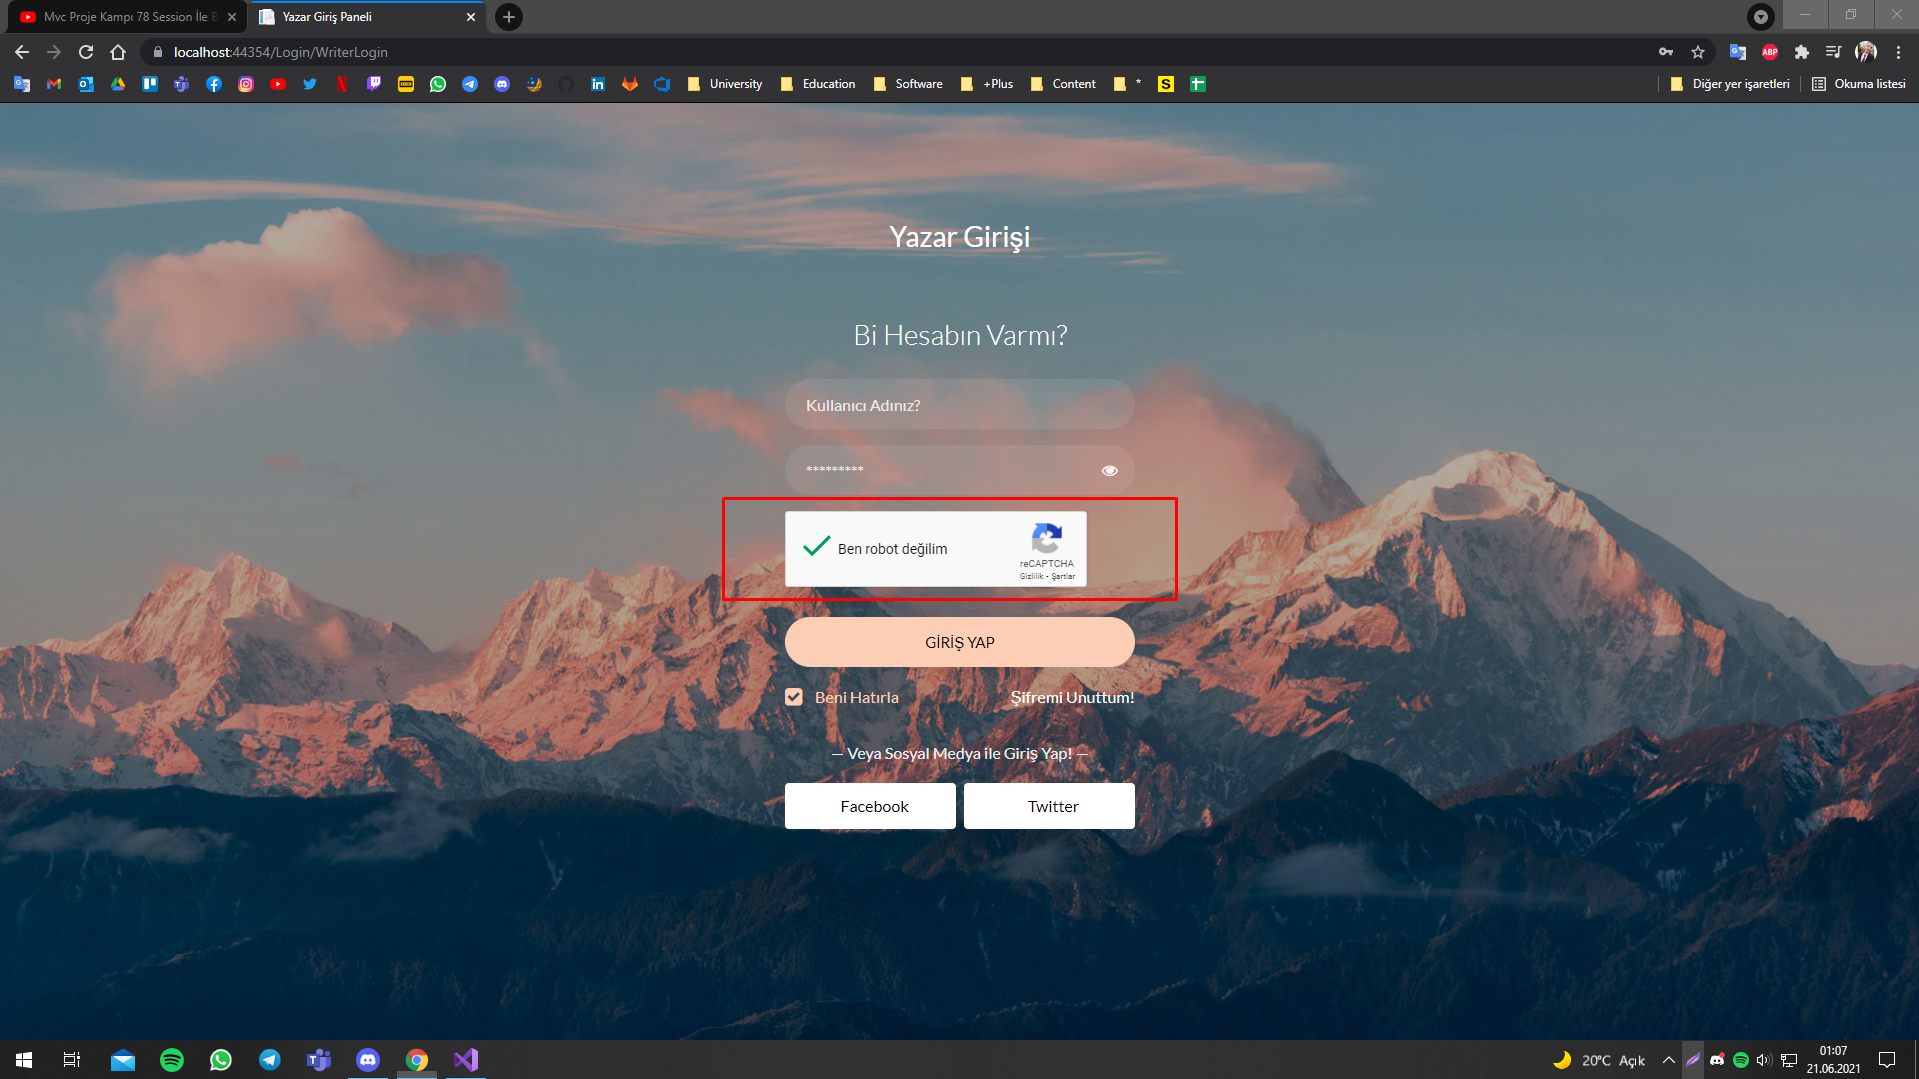 Mvc Proje Kampı 78 Session İle B
Yazar Giriş Paneli
localhost:44354/Login/WriterLogin
ABP
University
Education
Software
+Plus
Content
*
S
Diğer yer işaretleri
Okuma listesi
Yazar Girişi
Bi Hesabın Varmı?
Kullanıcı Adınız?
*********
Ben robot değilim
reCAPTCHA
Gizlilik - Şartlar
GİRİŞ YAP
Beni Hatırla
Şifremi Unuttum!
— Veya Sosyal Medya ile Giriş Yap! —
Facebook
Twitter
20°C Açık
01:07
21.06.2021